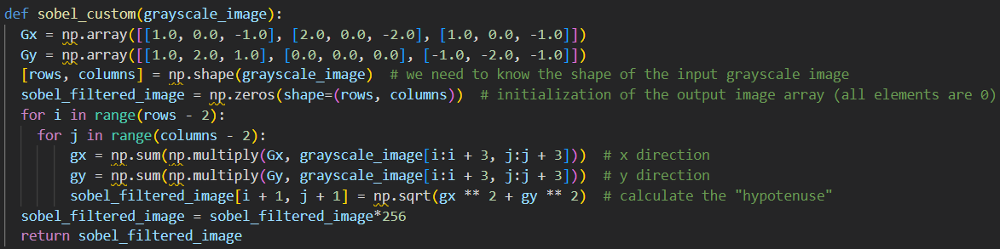 def sobel_custom(grayscale_image):
  Gx = np.array([[1.0, 0.0, -1.0], [2.0, 0.0, -2.0], [1.0, 0.0, -1.0]])
  Gy = np.array([[1.0, 2.0, 1.0], [0.0, 0.0, 0.0], [-1.0, -2.0, -1.0]])
  [rows, columns] = np.shape(grayscale_image)  # we need to know the shape of the input grayscale image
  sobel_filtered_image = np.zeros(shape=(rows, columns))  # initialization of the output image array (all elements are 0)
  for i in range(rows - 2):
    for j in range(columns - 2):
        gx = np.sum(np.multiply(Gx, grayscale_image[i:i + 3, j:j + 3]))  # x direction
        gy = np.sum(np.multiply(Gy, grayscale_image[i:i + 3, j:j + 3]))  # y direction
        sobel_filtered_image[i + 1, j + 1] = np.sqrt(gx ** 2 + gy ** 2)  # calculate the "hypotenuse"
  sobel_filtered_image = sobel_filtered_image*256
  return sobel_filtered_image